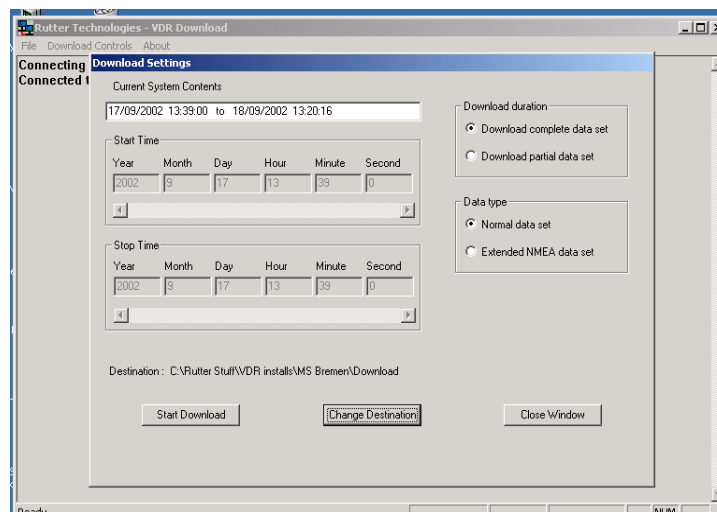 Rutter Technologies - VDR Download
File Download Controls About
Connecting
Connected t
Download Settings
Current System Contents
17/09/2002 13:39:00 to 18/09/2002 13:20:16
Start Time
Year Month Day Hour Minute Second
2002 9 17 13 39 0
Stop Time
Year Month Day Hour Minute Second
2002 9 17 13 39 0
Download duration
Download complete data set
Download partial data set
Data type
Normal data set
Extended NMEA data set
Destination : C:\Rutter Stuff\VDR installs\MS Bremen\Download
Start Download Change Destination Close Window
Ready NUM